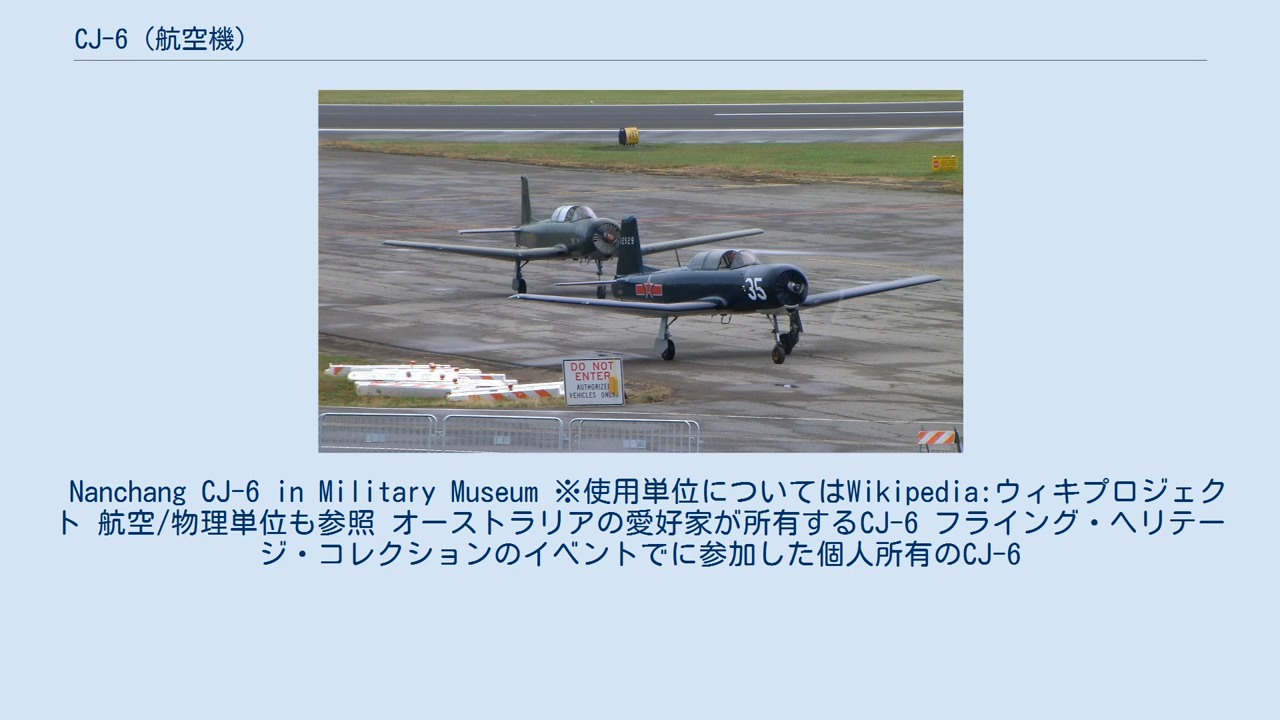 CJ-6（航空機）
12929
35
DO NOT
ENTER
AUTHORIZED
VEHICLES ONLY
Nanchang CJ-6 in Military Museum ※使用単位についてはWikipedia:ウィキプロジェク
ト 航空/物理単位も参照 オーストラリアの愛好家が所有するCJ-6 フライング・ヘリテー
ジ・コレクションのイベントでに参加した個人所有のCJ-6